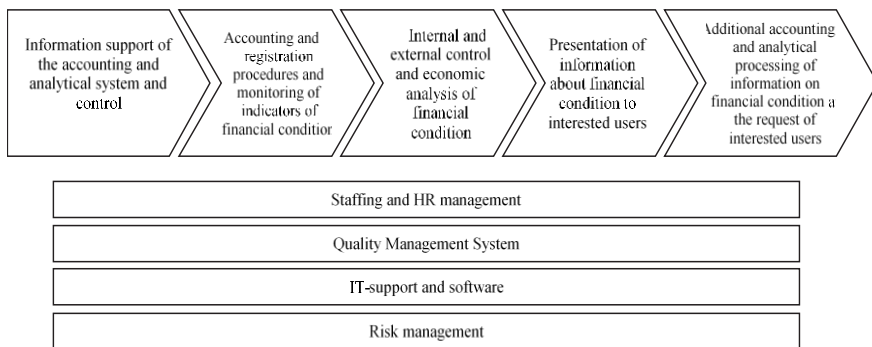 Information support of
the accounting and
analytical system and
control
Accounting and
registration
procedures and
monitoring of
indicators of
financial condition
Internal and
external control
and economic
analysis of
financial
condition
Presentation of
information
about financial
condition to
interested users
Additional accounting
and analytical
processing of
information on
financial condition a
the request of
interested users
Staffing and HR management
Quality Management System
IT-support and software
Risk management